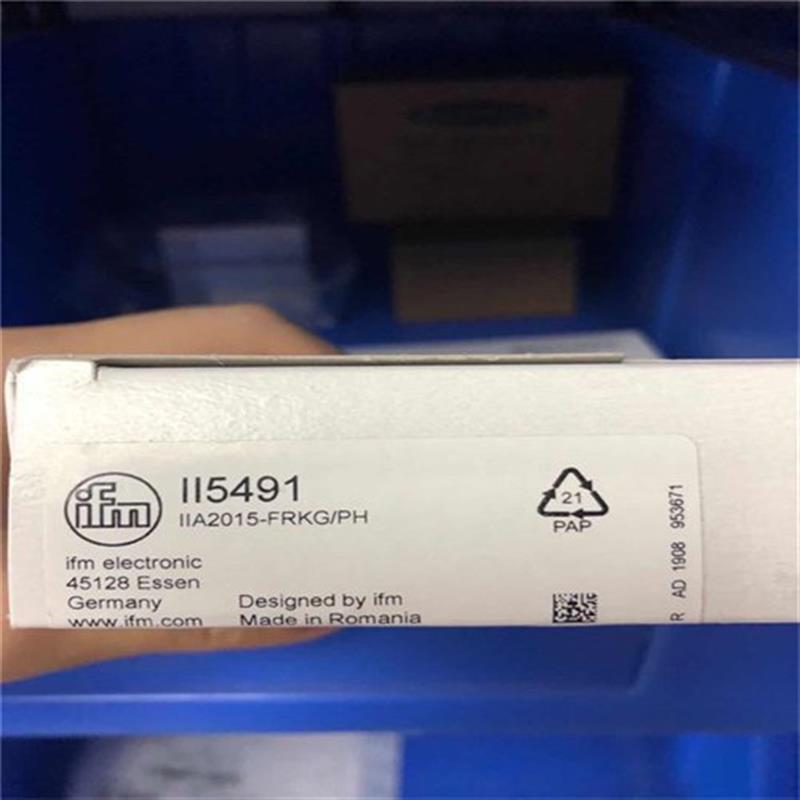 ifm
II5491
IIA2015-FRKG/PH
ifm electronic
45128 Essen
Germany
www.ifm.com
Designed by ifm
Made in Romania
21
PAP
R AD 1908 953671